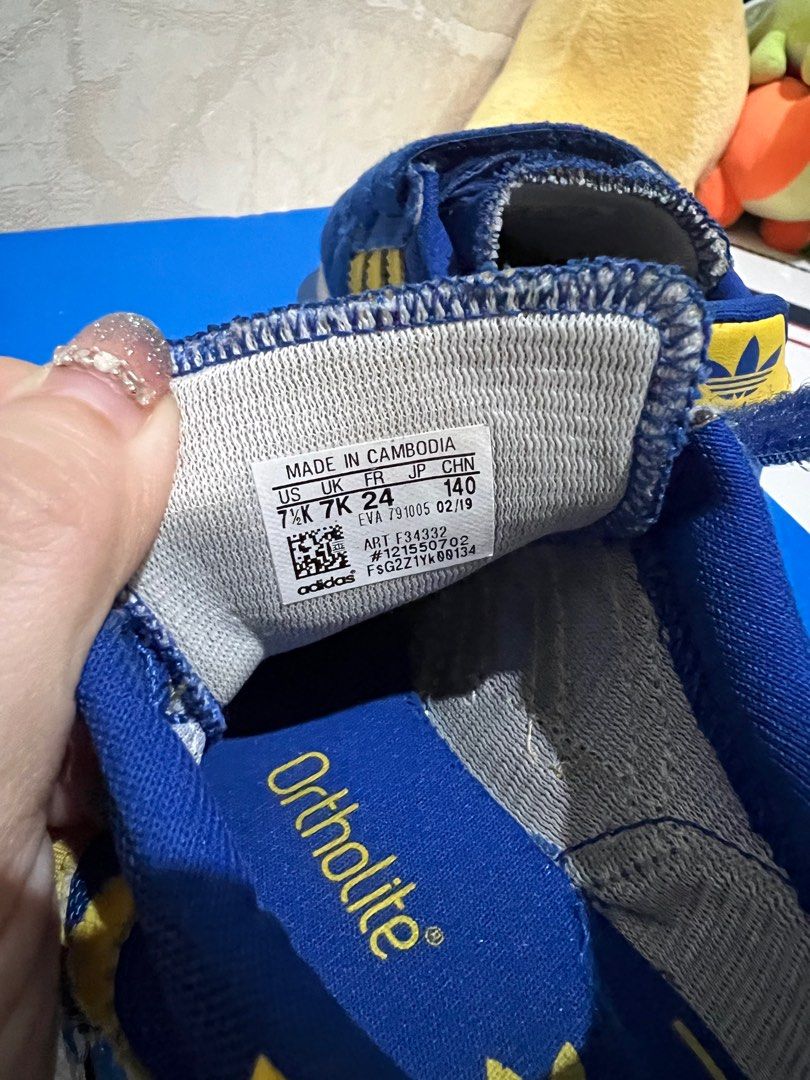 MADE IN CAMBODIA
US UK FR JP CHN
7½K 7K 24 140
EVA 791005 02/19
ART F34332
#121550702
F$G2Z1Yk00134
adidas®
Ortholite®